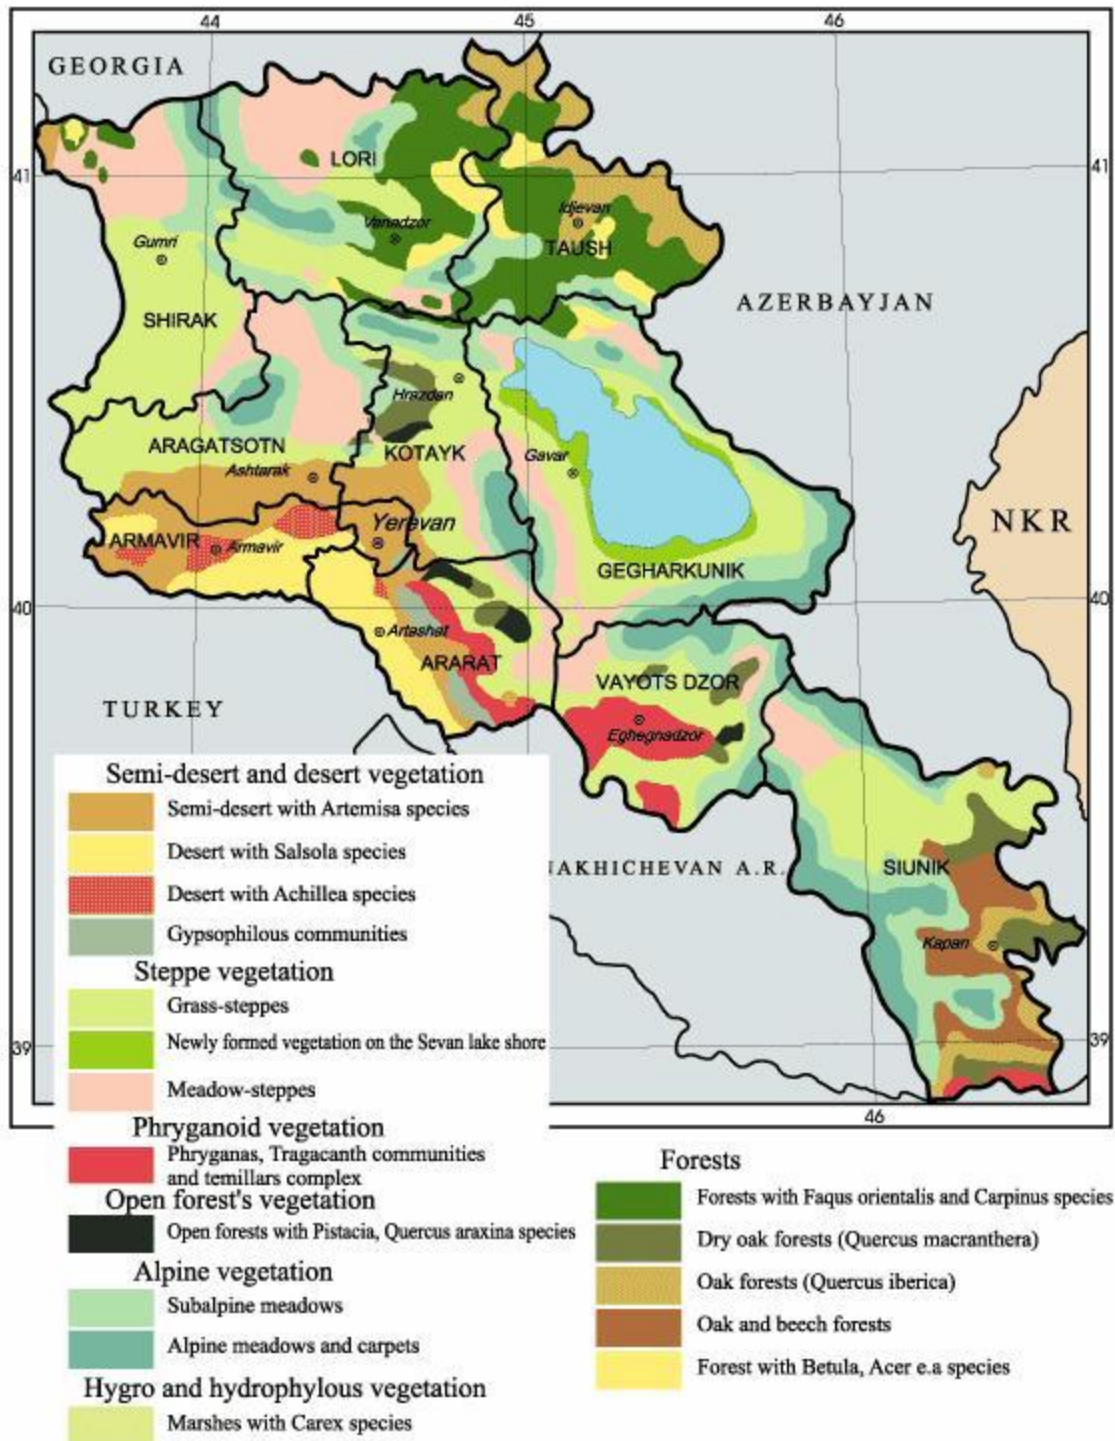 44 45 46
GEORGIA
LORI
41 41
Idjevan
Vanadzor
Gumri
TAUSH
AZERBAYJAN
SHIRAK
Hrazdan
ARAGATSOTN
KOTAYK
Gavar
Ashtarak
NKR
Yerevan
ARMAVIR
Armavir
GEGHARKUNIK
40 40
Artashat
ARARAT
VAYOTS DZOR
TURKEY
Eghegnadzor
Semi-desert and desert vegetation
Semi-desert with Artemisa species
Desert with Salsola species
NAKHICHEVAN A.R.
SIUNIK
Desert with Achillea species
Gypsophilous communities
Kapan
Steppe vegetation
Grass-steppes
Newly formed vegetation on the Sevan lake shore
39 39
Meadow-steppes
46
Phryganoid vegetation
Phryganas, Tragacanth communities
and temillars complex
Open forest's vegetation
Open forests with Pistacia, Quercus araxina species
Alpine vegetation
Subalpine meadows
Alpine meadows and carpets
Hygro and hydrophylous vegetation
Marshes with Carex species
Forests
Forests with Faqus orientalis and Carpinus species
Dry oak forests (Quercus macranthera)
Oak forests (Quercus iberica)
Oak and beech forests
Forest with Betula, Acer e.a species